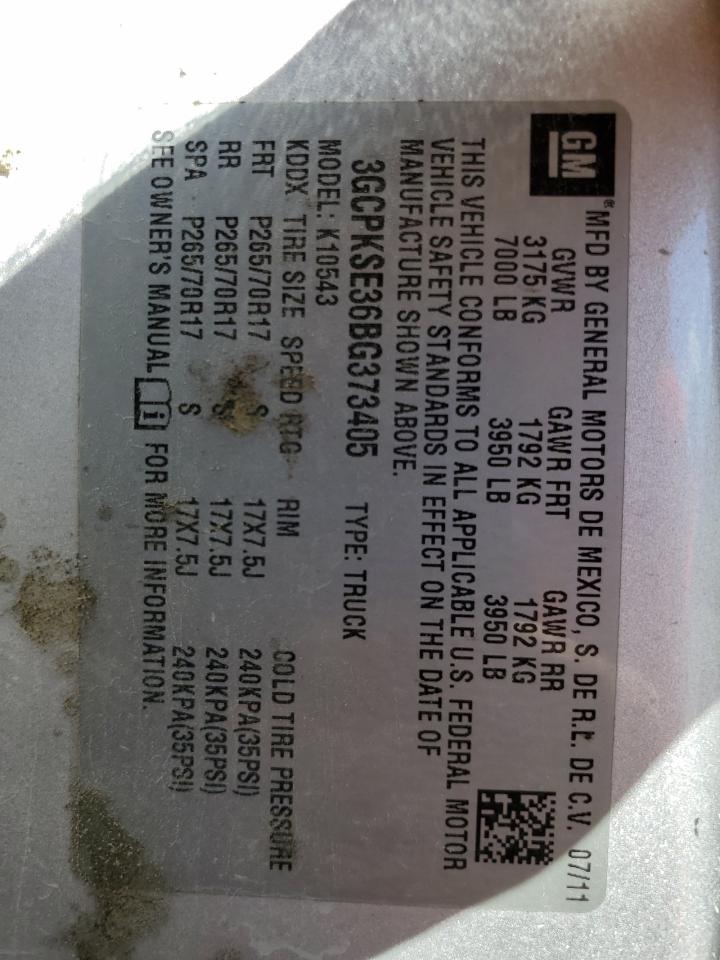 GM
® MFD BY GENERAL MOTORS DE MEXICO, S. DE R.L. DE C.V. 07/11
GVWR GAWR FRT GAWR RR
3175 KG 1792 KG 1792 KG
7000 LB 3950 LB 3950 LB
THIS VEHICLE CONFORMS TO ALL APPLICABLE U.S. FEDERAL MOTOR
VEHICLE SAFETY STANDARDS IN EFFECT ON THE DATE OF
MANUFACTURE SHOWN ABOVE.
3GCPKSE36BG373405 TYPE: TRUCK
MODEL: K10543
KDDX TIRE SIZE SPEED RTG RIM COLD TIRE PRESSURE
FRT P265/70R17 S 17X7.5J 240KPA(35PSI)
RR P265/70R17 S 17X7.5J 240KPA(35PSI)
SPA P265/70R17 S 17X7.5J 240KPA(35PSI)
SEE OWNER'S MANUAL i FOR MORE INFORMATION.